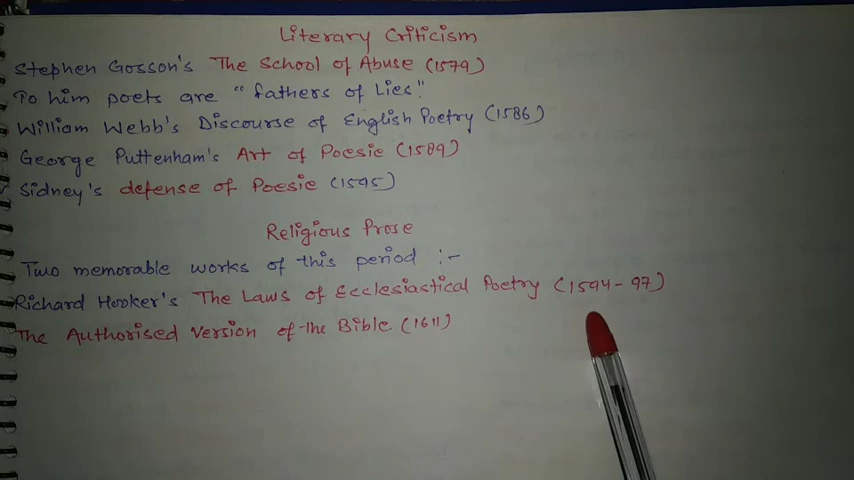 Literary Criticism
Stephen Gosson's The School of Abuse (1579)
To him poets are "fathers of Lies".
William Webb's Discourse of English Poetry (1586)
George Puttenham's Art of Poesie (1589)
Sidney's defense of Poesie (1595)
Religious Prose
Two memorable works of this period :-
Richard Hooker's The Laws of Ecclesiastical Poetry (1594-97)
The Authorised Version of the Bible (1611)